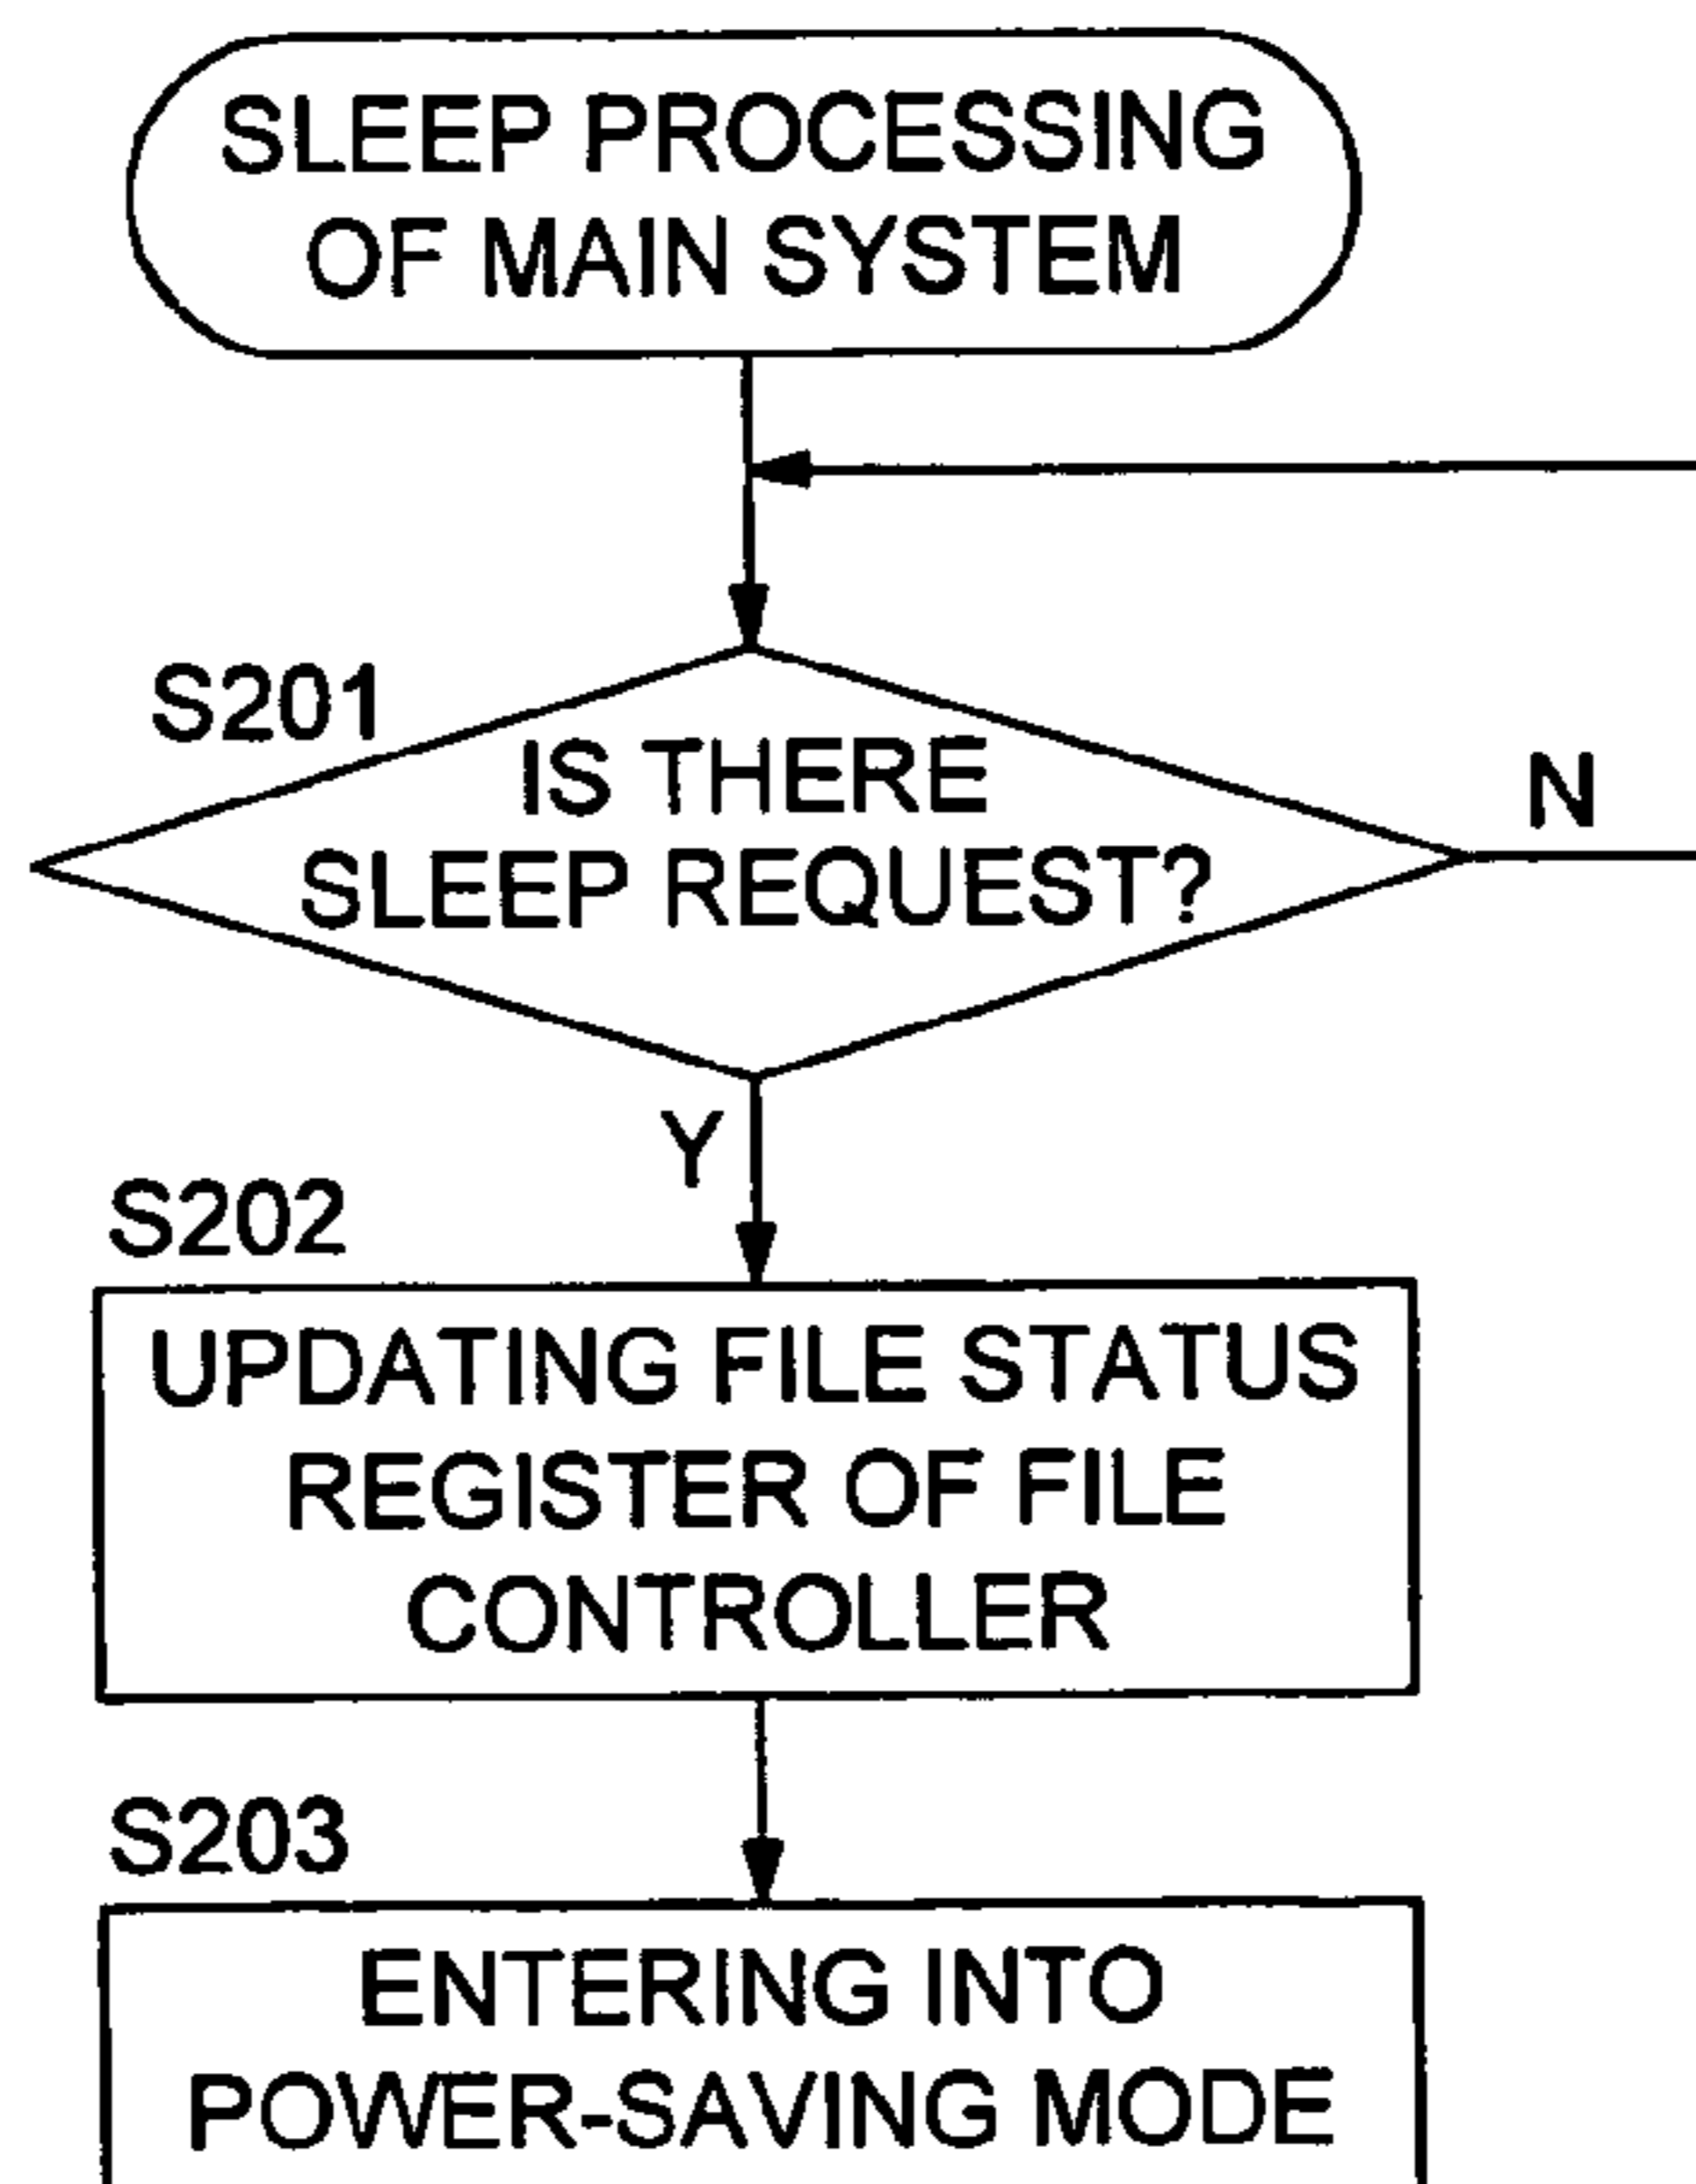 SLEEP PROCESSING
OF MAIN SYSTEM
S201
IS THERE
SLEEP REQUEST?
N
Y
S202
UPDATING FILE STATUS
REGISTER OF FILE
CONTROLLER
S203
ENTERING INTO
POWER-SAVING MODE